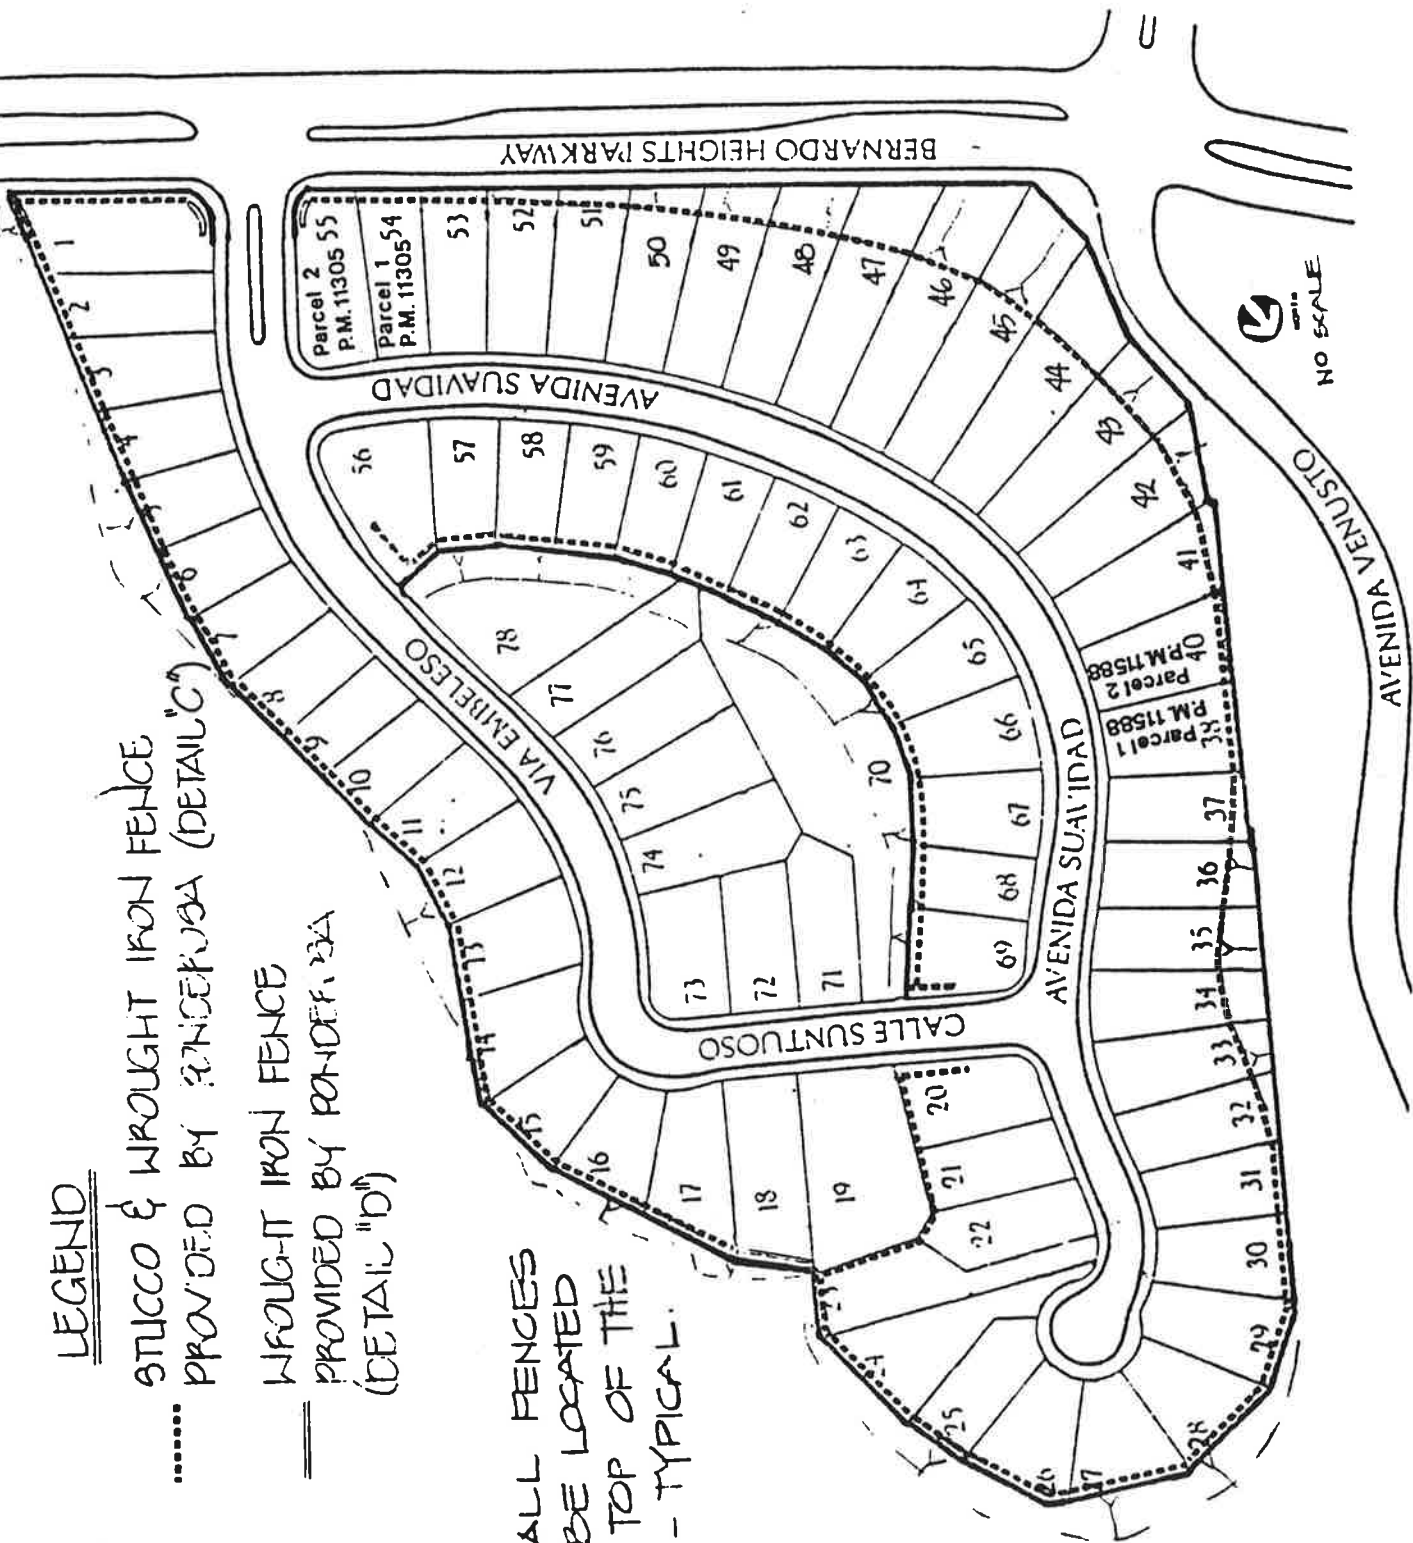 LEGEND
STUCCO & WROUGHT IRON FENCE
PROVIDED BY (DETAIL "C")
WROUGHT IRON FENCE
PROVIDED BY PONDEROSA
(DETAIL "D")
ALL FENCES
BE LOCATED
TOP OF THE
- TYPICAL.
BERNARDO HEIGHTS PARKWAY
AVENIDA SUAVIDAD
VIA EMBELESO
CALLE SUNTUOSO
AVENIDA SUAVIDAD
AVENIDA VENUSTO
AVENIDA VENUSTO
NO SCALE
Parcel 2
P.M. 11305 55
Parcel 1
P.M. 11305 54
Parcel 1
P.M. 11588
Parcel 2
P.M. 11588
1
2
3
4
5
6
7
8
9
10
11
12
13
14
15
16
17
18
19
20
21
22
23
24
25
26
27
28
29
30
31
32
33
34
35
36
37
40
41
42
43
44
45
46
47
48
49
50
51
52
53
56
57
58
59
60
61
62
63
64
65
66
67
68
69
70
71
72
73
74
75
76
77
78